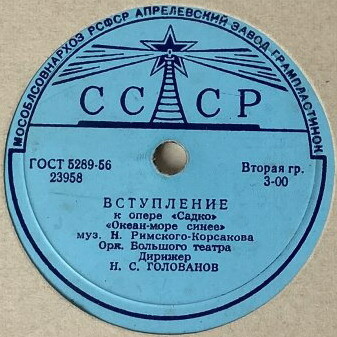 МОСОБЛСОВНАРХОЗ РСФСР АПРЕЛЕВСКИЙ ЗАВОД ГРАМПЛАСТИНОК
СССР
ГОСТ 5289-56
23958
Вторая гр.
3-00
ВСТУПЛЕНИЕ
к опере «Садко»
«Океан-море синее»
муз. Н. Римского-Корсакова
Орк. Большого театра
Дирижер
Н. С. ГОЛОВАНОВ